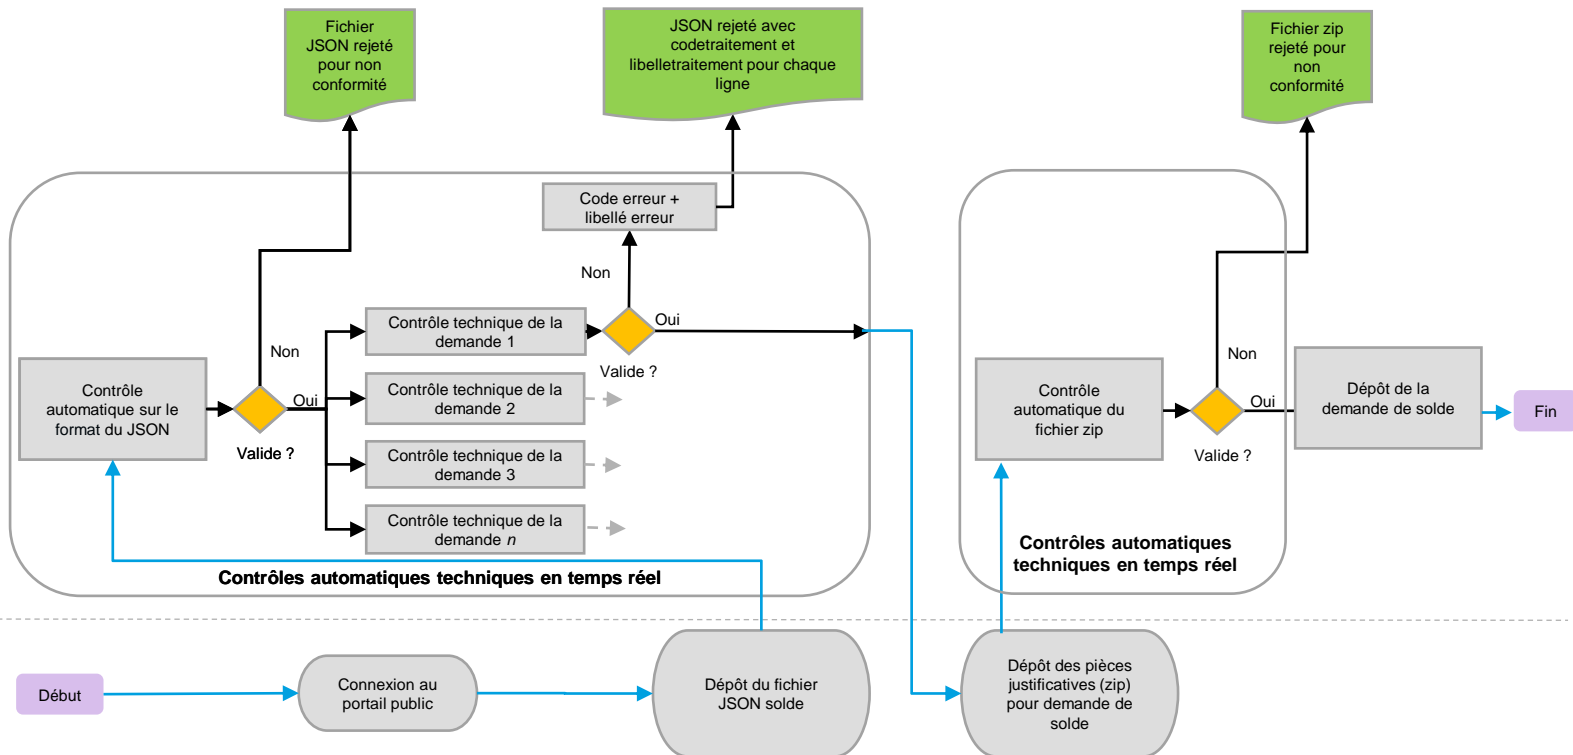 Fichier
JSON rejeté
pour non
conformité
JSON rejeté avec
codetraitement et
libelletraitement pour chaque
ligne
Fichier zip
rejeté pour
non
conformité
Code erreur +
libellé erreur
Non
Oui
Valide ?
Contrôle technique de la
demande 1
Contrôle technique de la
demande 2
Contrôle technique de la
demande 3
Contrôle technique de la
demande n
Contrôle
automatique sur le
format du JSON
Non
Oui
Valide ?
Contrôles automatiques techniques en temps réel
Contrôle
automatique du
fichier zip
Non
Oui
Valide ?
Dépôt de la
demande de solde
Fin
Contrôles automatiques
techniques en temps réel
Début
Connexion au
portail public
Dépôt du fichier
JSON solde
Dépôt des pièces
justificatives (zip)
pour demande de
solde